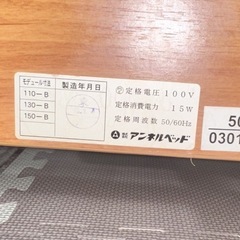 モデュール寸法
製造年月日
110－B
130－B
150－B
定格電圧 100V
定格消費電力 15W
定格周波数 50/60Hz
アンネルベッド
50
0301